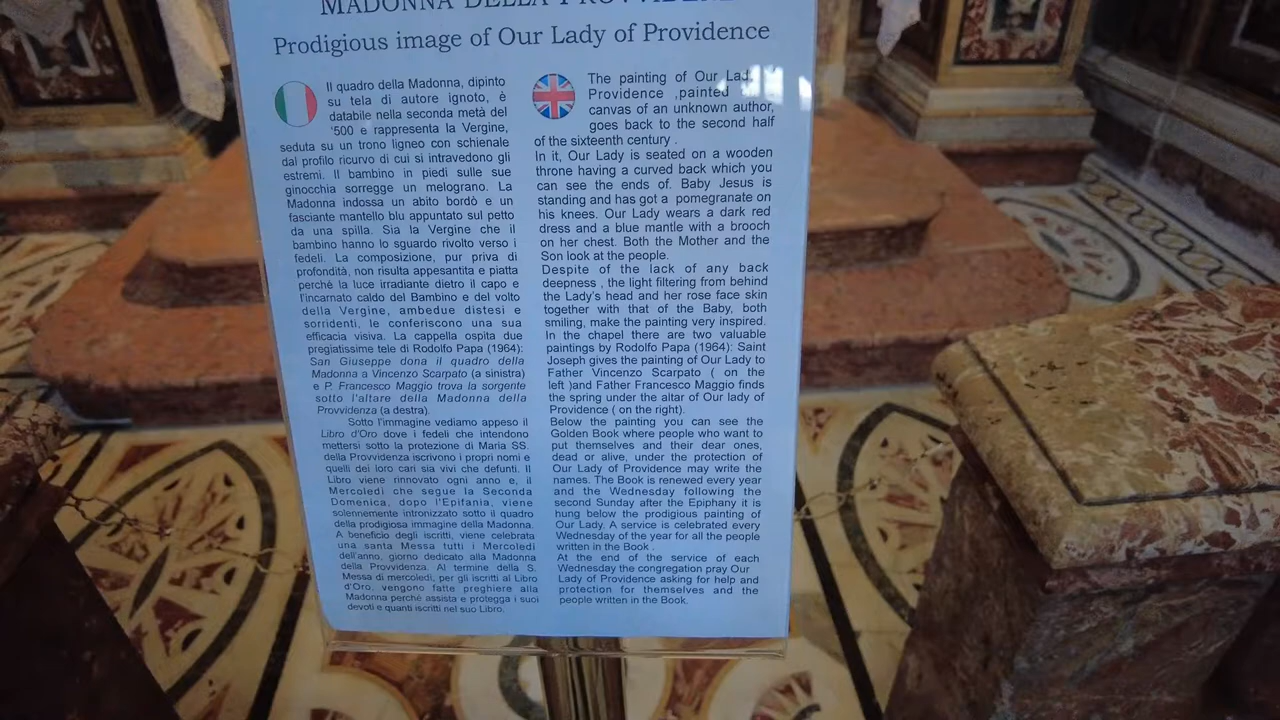 MADONNA DELLA
Prodigious image of Our Lady of Providence
Il quadro della Madonna, dipinto
su tela di autore ignoto, è
databile nella seconda metà del
'500 e rappresenta la Vergine,
seduta su un trono ligneo con schienale
dal profilo ricurvo di cui si intravedono gli
estremi. Il bambino in piedi sulle sue
ginocchia sorregge un melograno. La
Madonna indossa un abito bordò e un
fasciante mantello blu appuntato sul petto
da una spilla. Sia la Vergine che il
bambino hanno lo sguardo rivolto verso i
fedeli. La composizione, pur priva di
profondità, non risulta appesantita e piatta
perchè la luce irradiante dietro il capo e
l'incarnato caldo del Bambino e del volto
della Vergine, ambedue distesi e
sorridenti, le conferiscono una sua
efficacia visiva. La cappella ospita due
pregiatissime tele di Rodolfo Papa (1964):
San Giuseppe dona il quadro della
Madonna a Vincenzo Scarpato (a sinistra)
e P. Francesco Maggio trova la sorgente
sotto l'altare della Madonna della
Provvidenza (a destra).
Sotto l'immagine vediamo appeso il
Libro d'Oro dove i fedeli che intendono
mettersi sotto la protezione di Maria SS.
della Provvidenza iscrivono i propri nomi e
quelli dei loro cari sia vivi che defunti. Il
Libro viene rinnovato ogni anno e, il
Mercoledì che segue la Seconda
Domenica, dopo l'Epifania, viene
solennemente intronizzato sotto il quadro
della prodigiosa immagine della Madonna.
A beneficio degli iscritti, viene celebrata
una santa Messa tutti i Mercoledì
dell'anno, giorno dedicato alla Madonna
della Provvidenza. Al termine della S.
Messa di mercoledì, per gli iscritti al Libro
d'Oro, vengono fatte preghiere alla
Madonna perché assista e protegga i suoi
devoti e quanti iscritti nel suo Libro.
The painting of Our
Providence ,painted
canvas of an unknown author,
goes back to the second half
of the sixteenth century .
In it, Our Lady is seated on a wooden
throne having a curved back which you
can see the ends of. Baby Jesus is
standing and has got a pomegranate on
his knees. Our Lady wears a dark red
dress and a blue mantle with a brooch
on her chest. Both the Mother and the
Son look at the people.
Despite of the lack of any back
deepness , the light filtering from behind
the Lady's head and her rose face skin
together with that of the Baby, both
smiling, make the painting very inspired.
In the chapel there are two valuable
paintings by Rodolfo Papa (1964): Saint
Joseph gives the painting of Our Lady to
Father Vincenzo Scarpato ( on the
left )and Father Francesco Maggio finds
the spring under the altar of Our lady of
Providence ( on the right).
Below the painting you can see the
Golden Book where people who want to
put themselves and their dear ones,
dead or alive, under the protection of
Our Lady of Providence may write the
names. The Book is renewed every year
and the Wednesday following the
second Sunday after the Epiphany it is
hung below the prodigious painting of
Our Lady. A service is celebrated every
Wednesday of the year for all the people
written in the Book .
At the end of the service of each
Wednesday the congregation pray Our
Lady of Providence asking for help and
protection for themselves and the
people written in the Book.